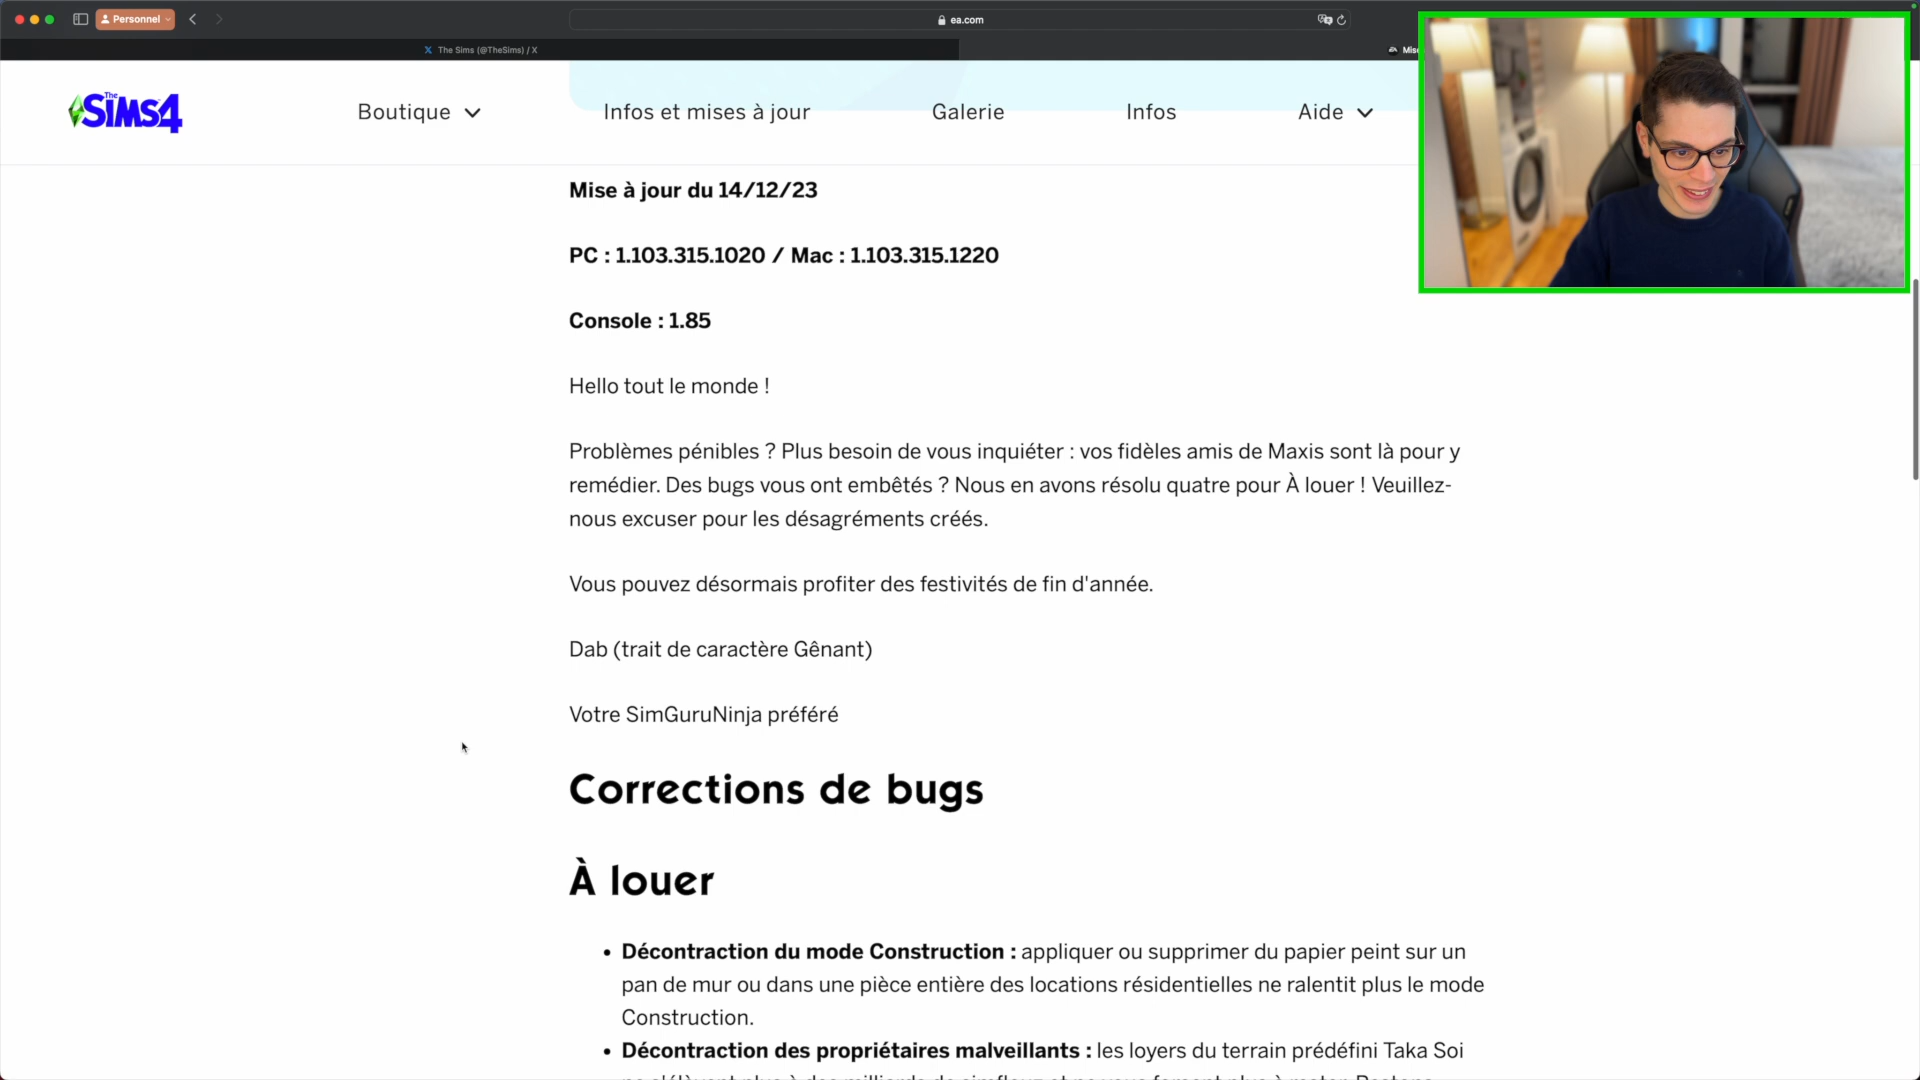 Personnel
ea.com
The Sims (@TheSims) / X
Mise
The SIMS 4
Boutique
Infos et mises à jour
Galerie
Infos
Aide
Mise à jour du 14/12/23
PC : 1.103.315.1020 / Mac : 1.103.315.1220
Console : 1.85
Hello tout le monde !
Problèmes pénibles ? Plus besoin de vous inquiéter : vos fidèles amis de Maxis sont là pour y
remédier. Des bugs vous ont embêtés ? Nous en avons résolu quatre pour À louer ! Veuillez-
nous excuser pour les désagréments créés.
Vous pouvez désormais profiter des festivités de fin d'année.
Dab (trait de caractère Gênant)
Votre SimGuruNinja préféré
Corrections de bugs
À louer
• Décontraction du mode Construction : appliquer ou supprimer du papier peint sur un
pan de mur ou dans une pièce entière des locations résidentielles ne ralentit plus le mode
Construction.
• Décontraction des propriétaires malveillants : les loyers du terrain prédéfini Taka Soi